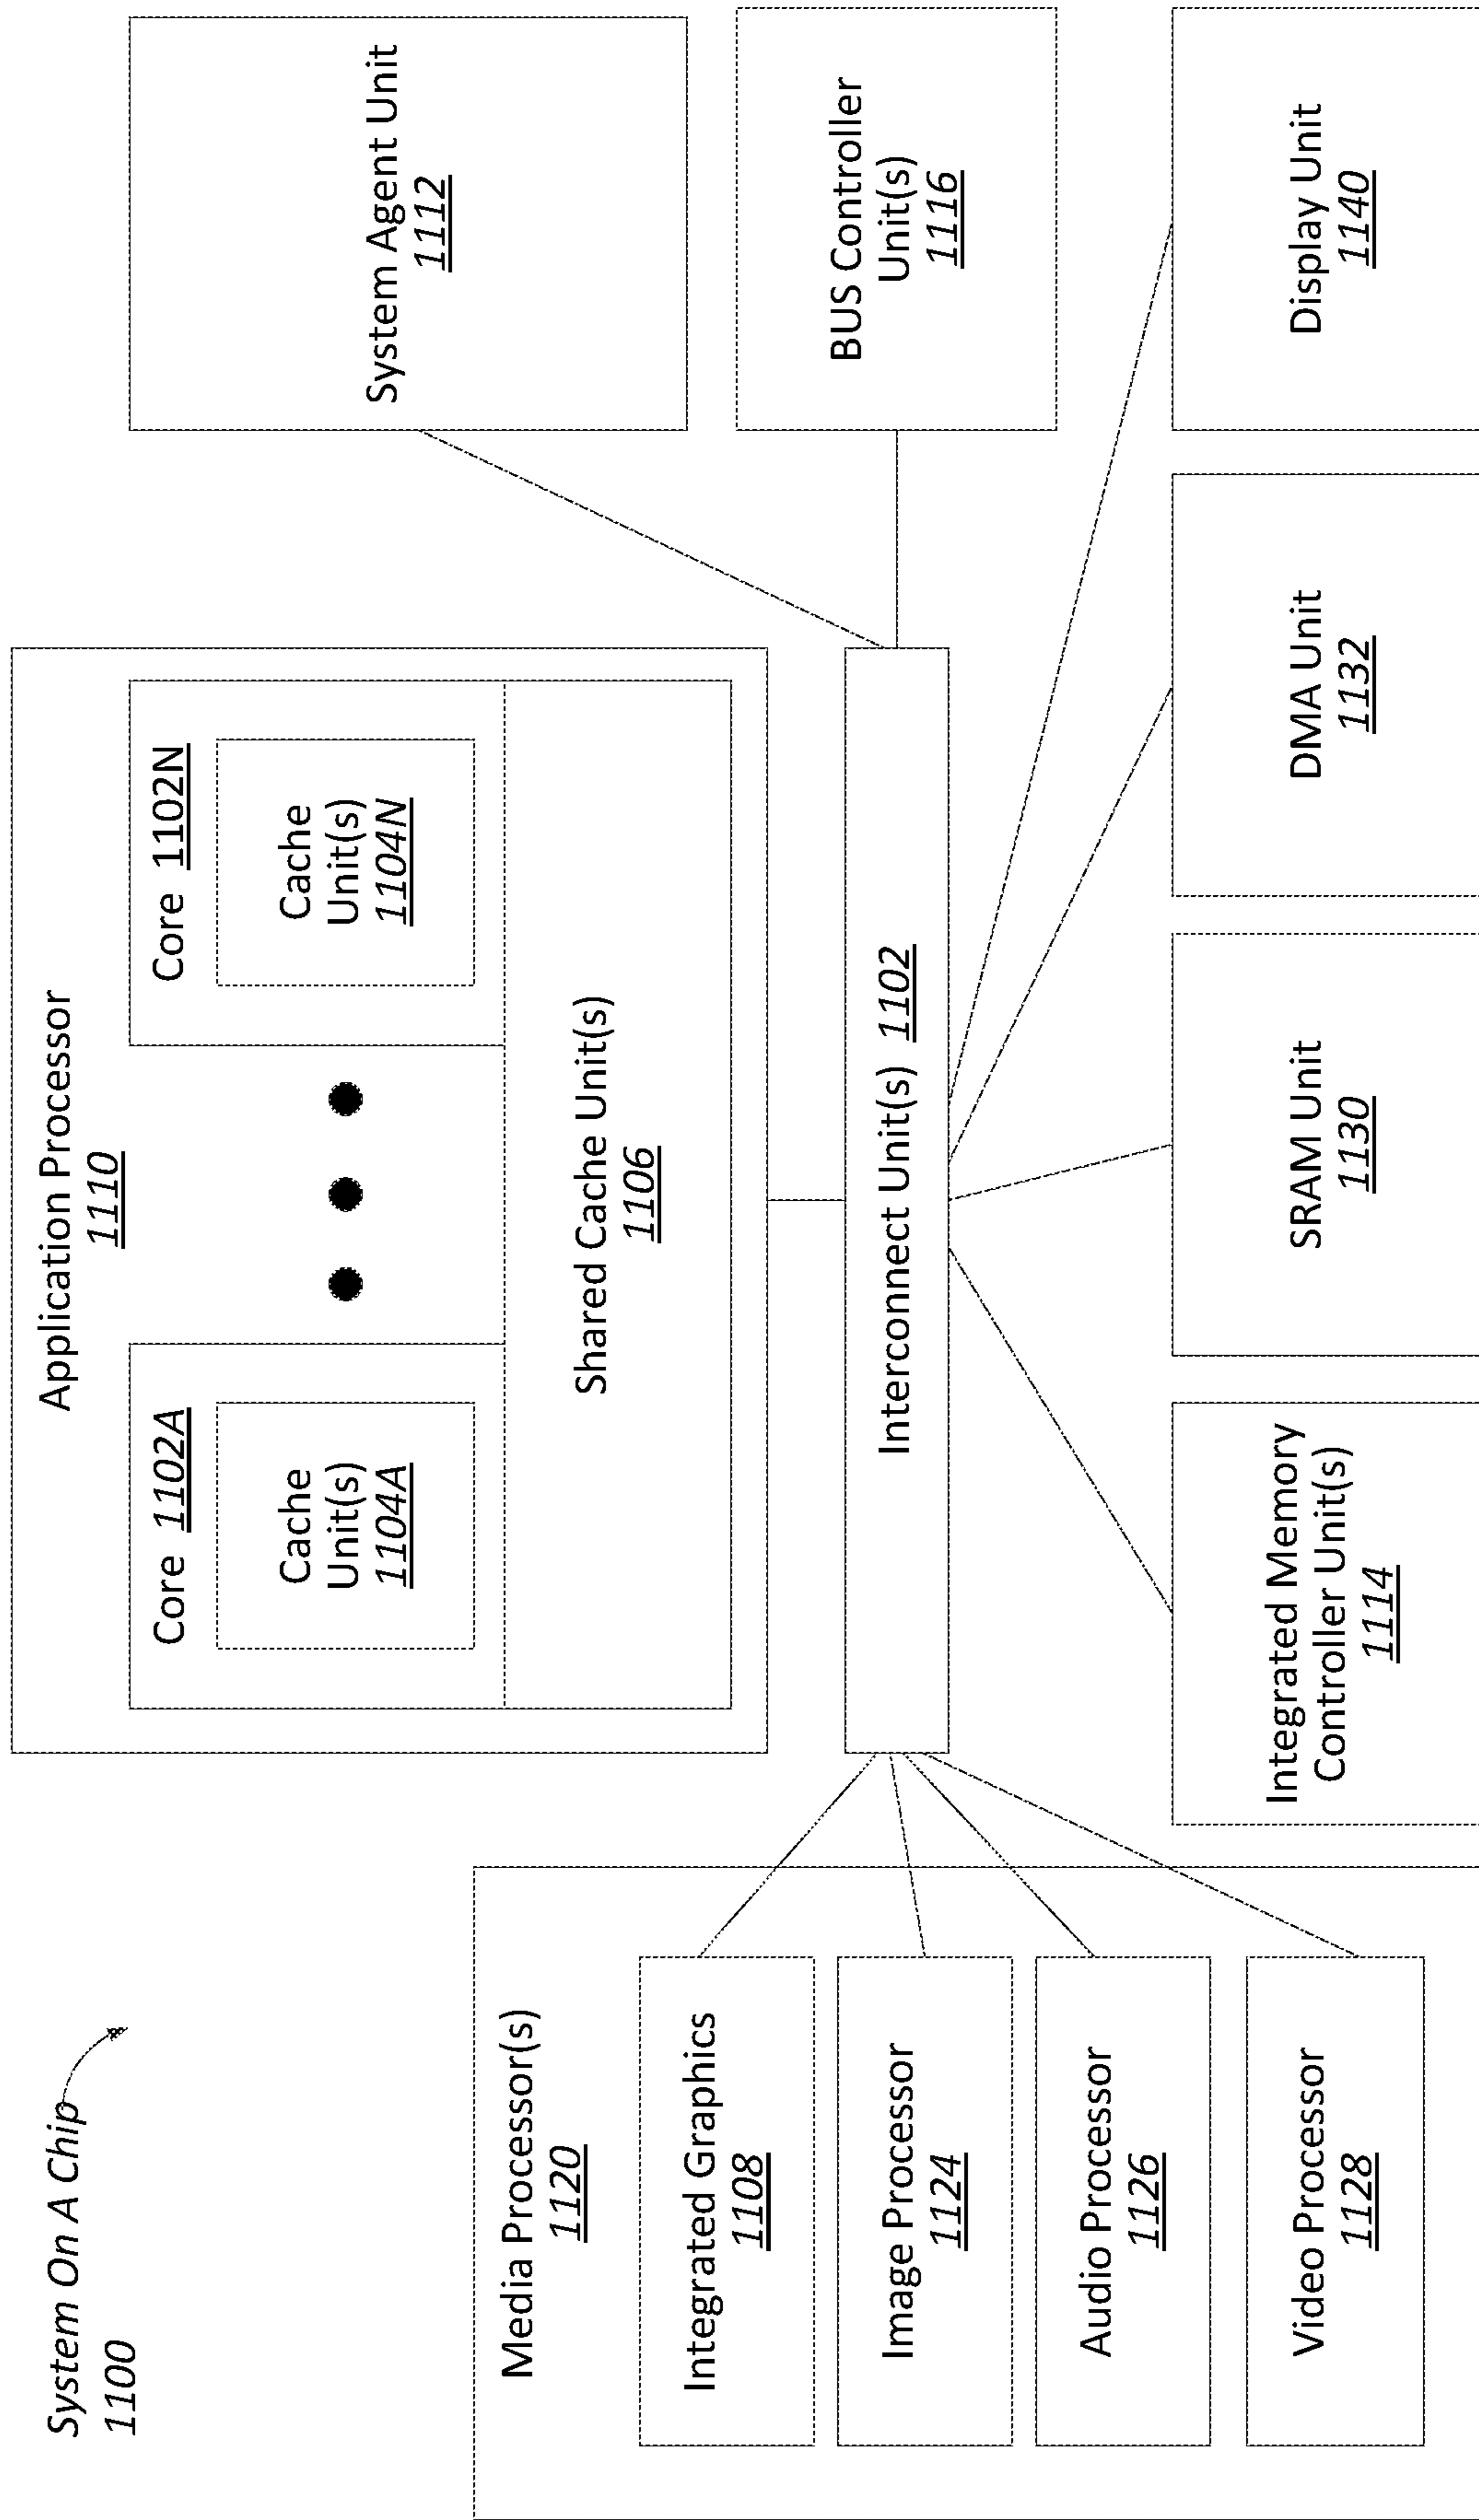 System On A Chip
1100
Application Processor
1110
Core 1102A
Cache
Unit(s)
1104A
Core 1102N
Cache
Unit(s)
1104N
Shared Cache Unit(s)
1106
System Agent Unit
1112
Media Processor(s)
1120
Integrated Graphics
1108
Image Processor
1124
Audio Processor
1126
Video Processor
1128
Interconnect Unit(s) 1102
BUS Controller
Unit(s)
1116
Integrated Memory
Controller Unit(s)
1114
SRAM Unit
1130
DMA Unit
1132
Display Unit
1140